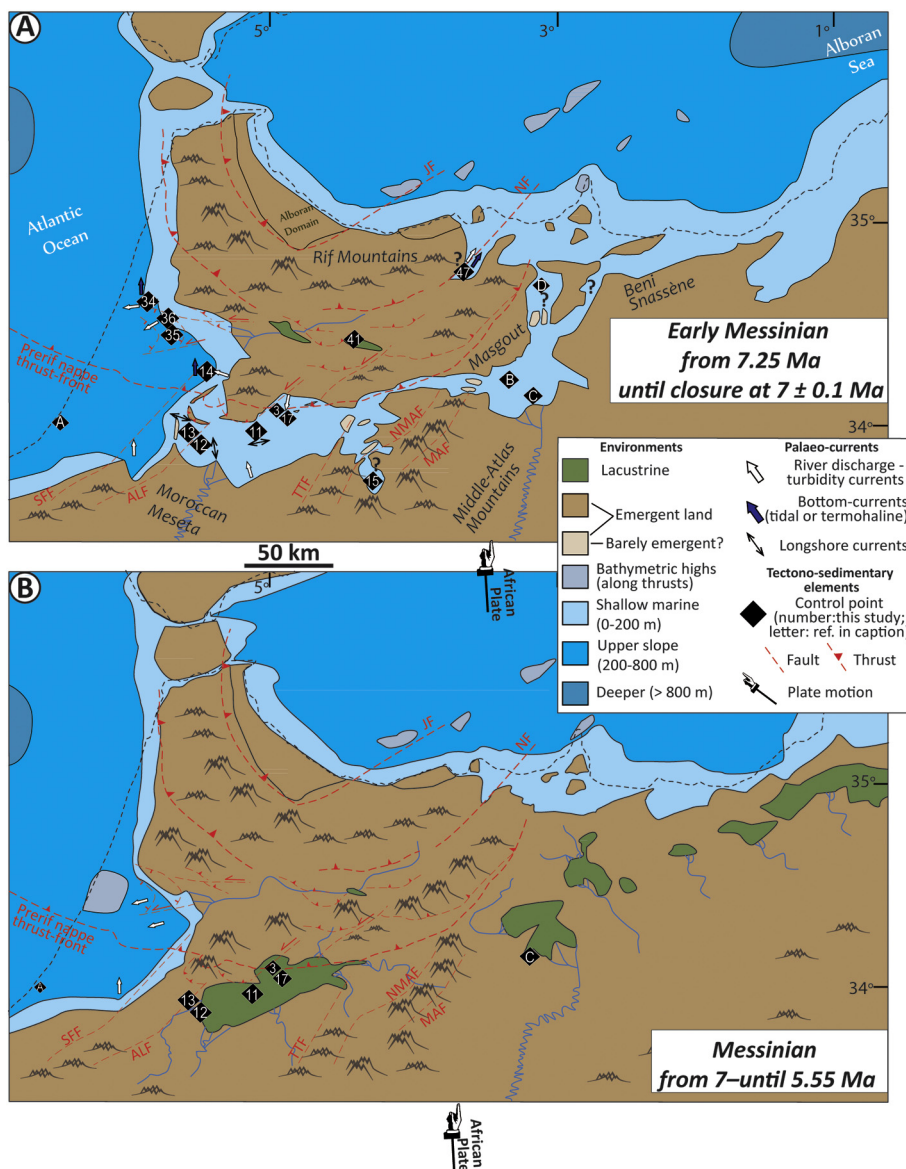 A
5°
3°
1°
Alboran
Sea
Atlantic
Ocean
Alboran
Domain
JF
NF
35°
Rif Mountains
?
47
D
?
?
Beni
Snassène
34
36
35
41
Masgout
Prerif nappe
thrust-front
14
B
C
A
3
17
13
12
11
34°
NMAF
MAF
?
15
SFF
ALF
TTF
Moroccan
Meseta
Middle-Atlas
Mountains
Early Messinian
from 7.25 Ma
until closure at 7 ± 0.1 Ma
50 km
African
Plate
Environments
Lacustrine
Emergent land
Barely emergent?
Bathymetric highs
(along thrusts)
Shallow marine
(0-200 m)
Upper slope
(200-800 m)
Deeper (> 800 m)
Palaeo-currents
River discharge -
turbidity currents
Bottom-currents
(tidal or termohaline)
Longshore currents
Tectono-sedimentary
elements
Control point
(number:this study;
letter: ref. in caption)
Fault
Thrust
Plate motion
B
5°
JF
NF
35°
Prerif nappe
thrust-front
A
C
3
17
13
12
11
34°
NMAF
MAF
SFF
ALF
TTF
Messinian
from 7–until 5.55 Ma
African
Plate